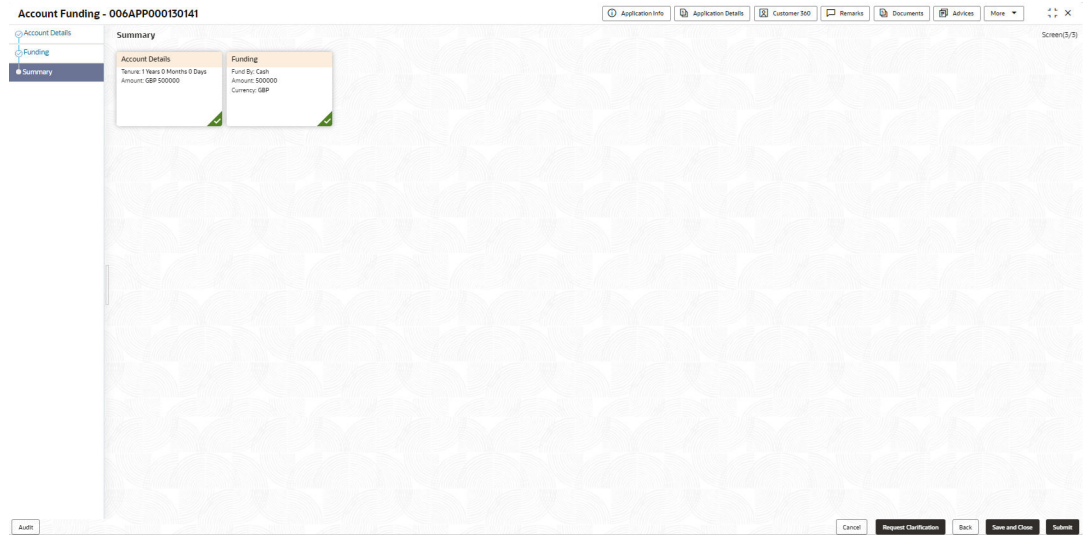 Account Funding - 006APP000130141
Application Info
Application Details
Customer 360
Remarks
Documents
Advices
More
Account Details
Funding
Summary
Summary
Screen(3/3)
Account Details
Tenure: 1 Years 0 Months 0 Days
Amount: GBP 500000
Funding
Fund By: Cash
Amount: 500000
Currency: GBP
Audit
Cancel
Request Clarification
Back
Save and Close
Submit